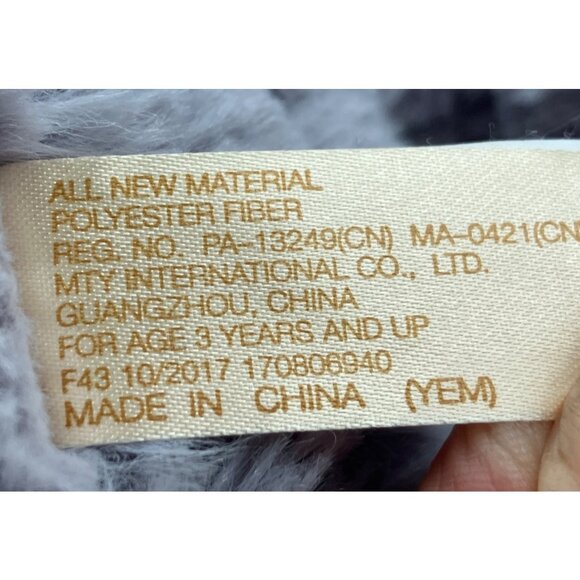 ALL NEW MATERIAL
POLYESTER FIBER
REG. NO. PA-13249(CN) MA-0421(CN
MTY INTERNATIONAL CO., LTD.
GUANGZHOU, CHINA
FOR AGE 3 YEARS AND UP
F43 10/2017 170806940
MADE IN CHINA (YEM)